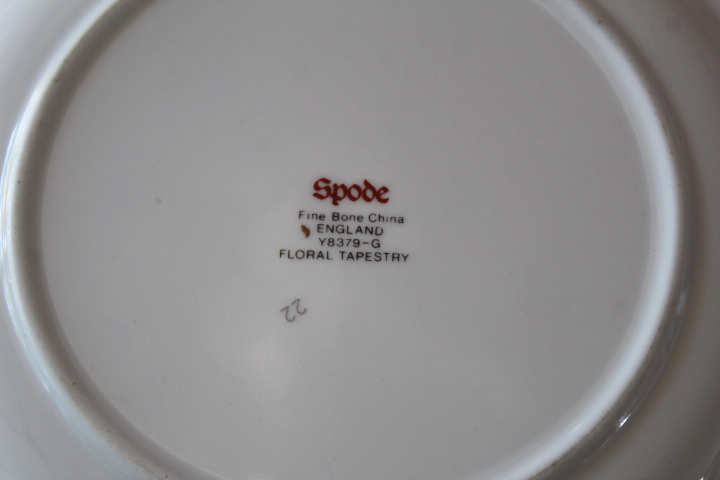 Spode
Fine Bone China
ENGLAND
Y8379-G
FLORAL TAPESTRY
22